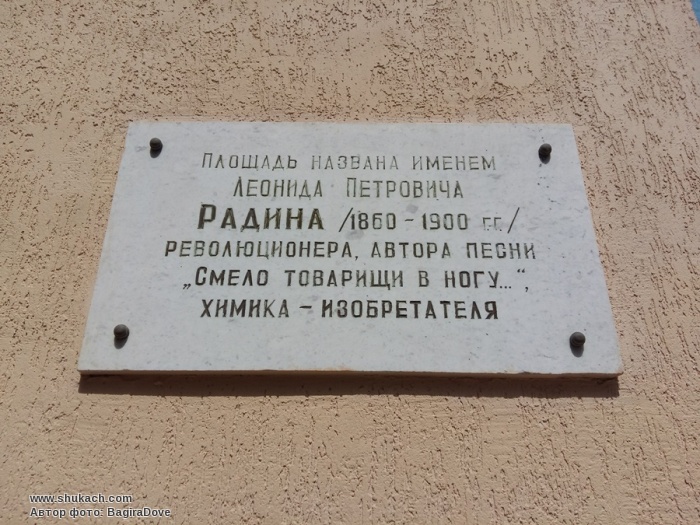 Площадь названа именем
Леонида Петровича
Радина /1860-1900 гг./
революционера, автора песни
„Смело товарищи в ногу...“,
химика - изобретателя
www.shukach.com
Автор фото: BagiraDove